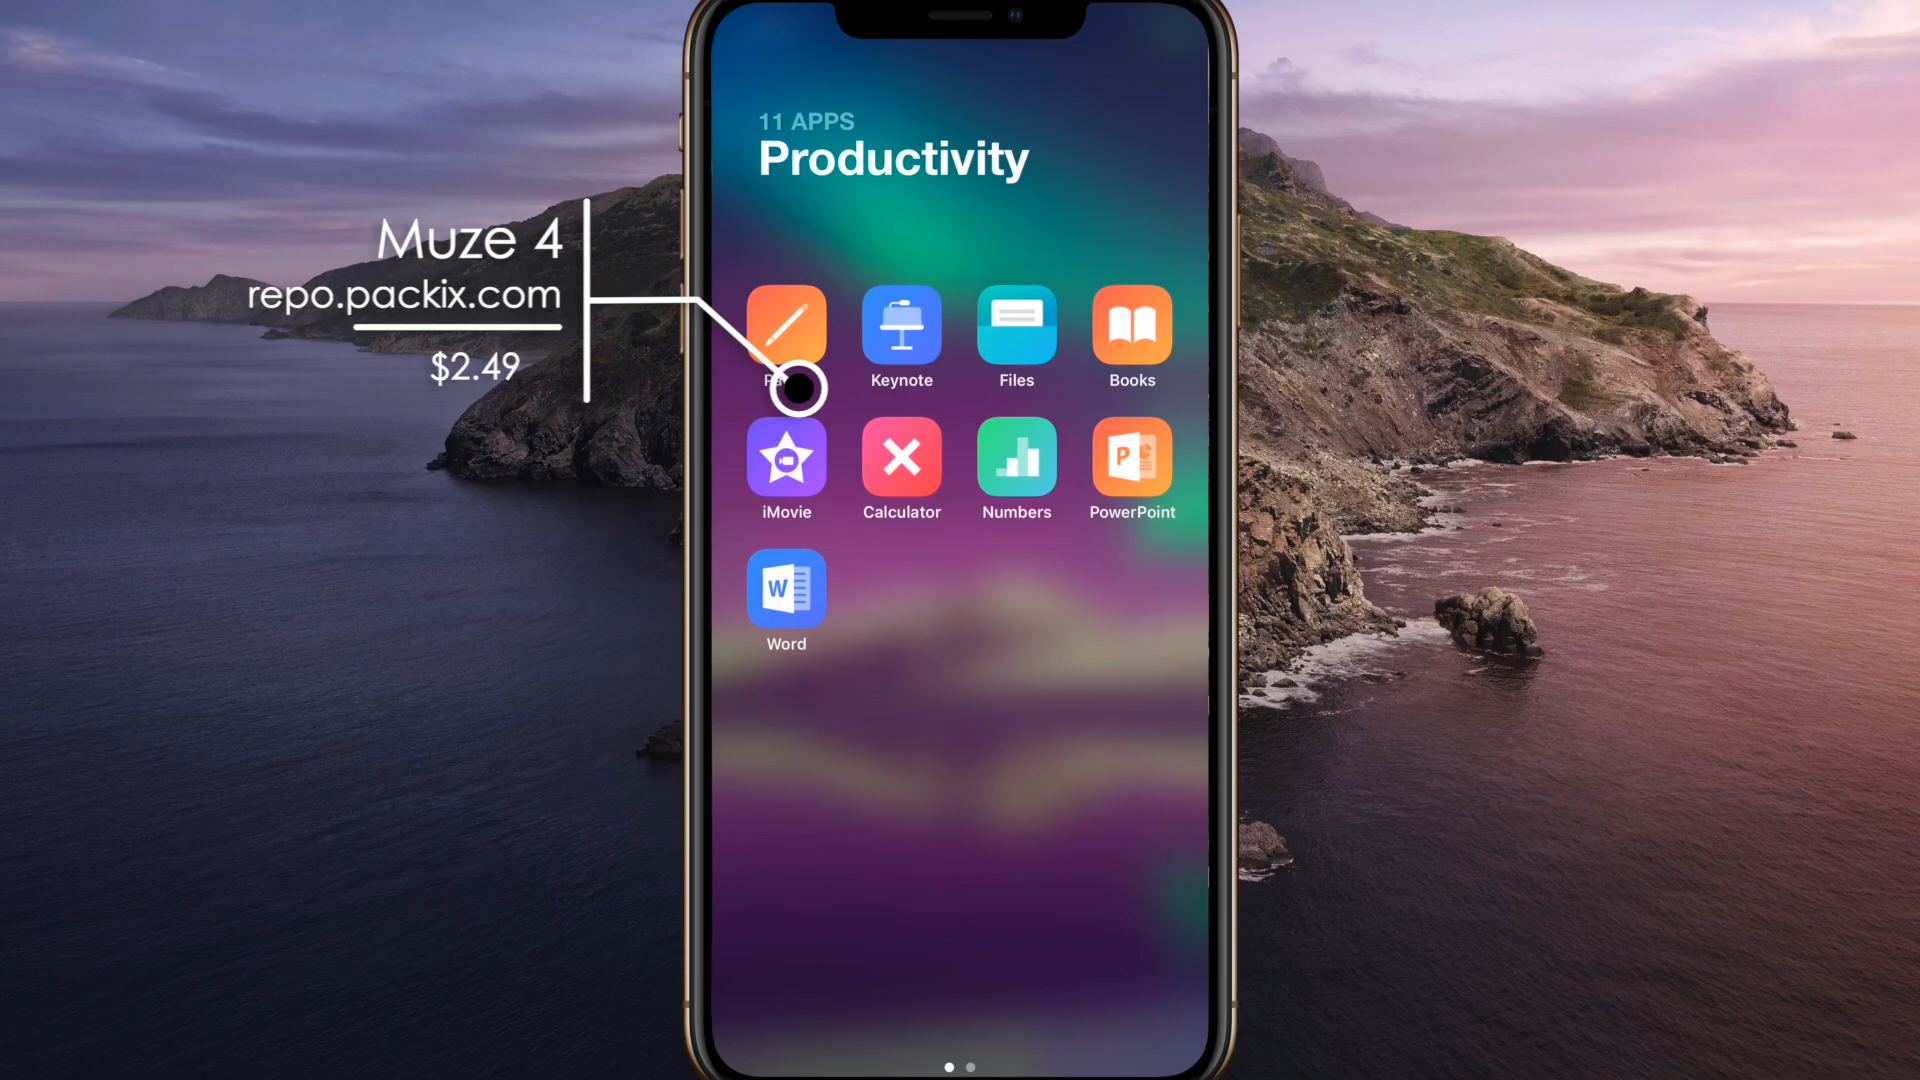 11 APPS
Productivity
Muze 4
repo.packix.com
$2.49
Keynote
Files
Books
iMovie
Calculator
Numbers
P
PowerPoint
W
Word